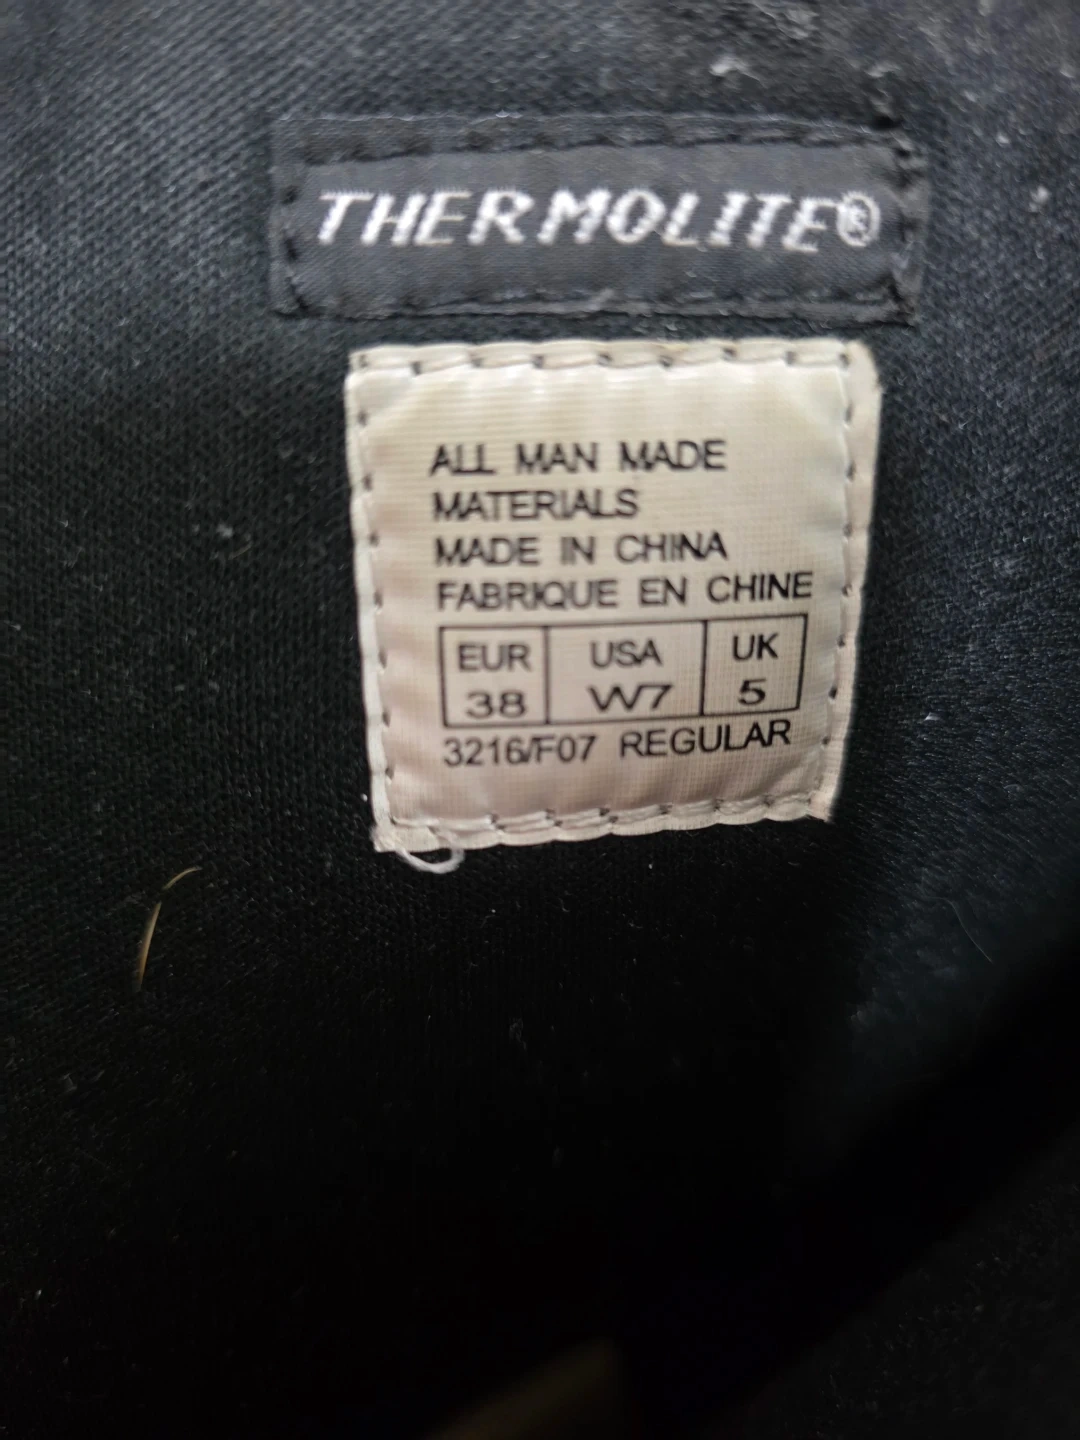 THERMOLITE®
ALL MAN MADE
MATERIALS
MADE IN CHINA
FABRIQUE EN CHINE
EUR USA UK
38 W7 5
3216/F07 REGULAR